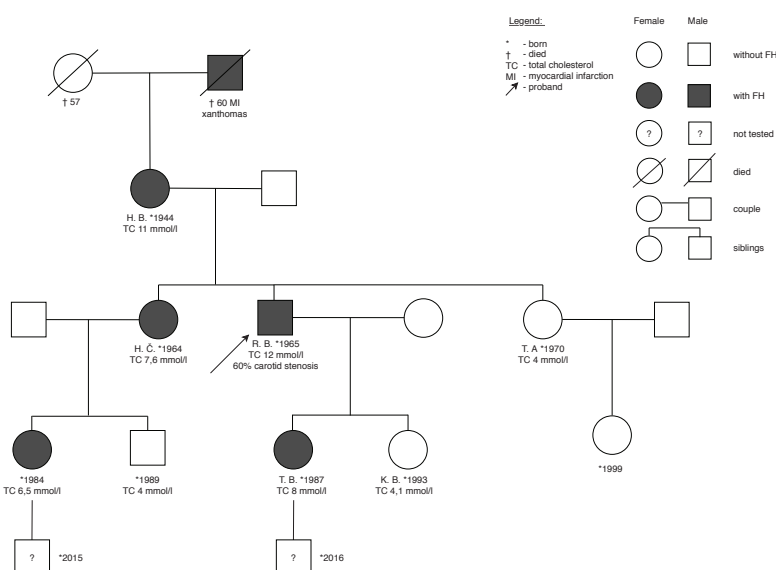 Legend:
* - born
† - died
TC - total cholesterol
MI - myocardial infarction
- proband
Female Male
without FH
with FH
? ? not tested
died
couple
siblings
† 57
† 60 MI
xanthomas
H. B. *1944
TC 11 mmol/l
H. Č. *1964
TC 7,6 mmol/l
R. B. *1965
TC 12 mmol/l
60% carotid stenosis
T. A *1970
TC 4 mmol/l
*1984
TC 6,5 mmol/l
*1989
TC 4 mmol/l
T. B. *1987
TC 8 mmol/l
K. B. *1993
TC 4,1 mmol/l
*1999
? *2015
? *2016